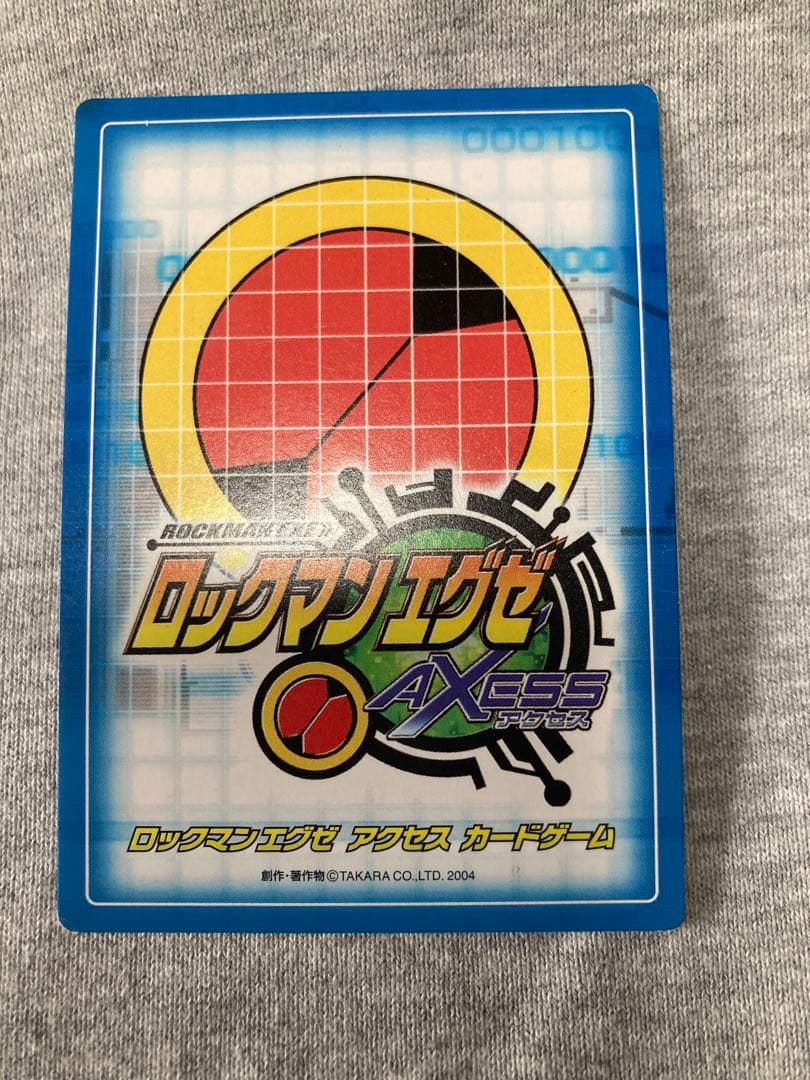 0001000
000
ROCKMAN EXE
ロックマンエグゼ
AXESS
アクセス
ロックマンエグゼ アクセス カードゲーム
創作・著作物©TAKARA CO.,LTD. 2004